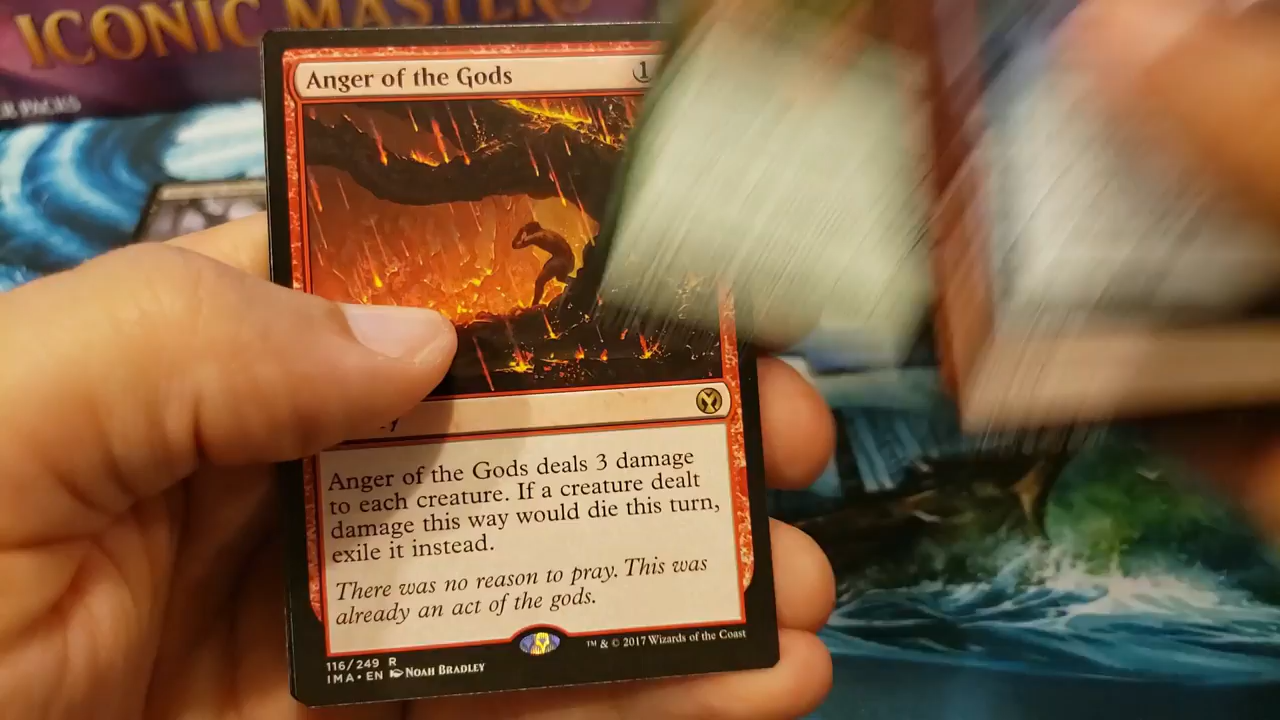 ICONIC MASTERS
R PACKS
Anger of the Gods 1
Anger of the Gods deals 3 damage
to each creature. If a creature dealt
damage this way would die this turn,
exile it instead.
There was no reason to pray. This was
already an act of the gods.
116/249 R
IMA • EN NOAH BRADLEY
™ & © 2017 Wizards of the Coast